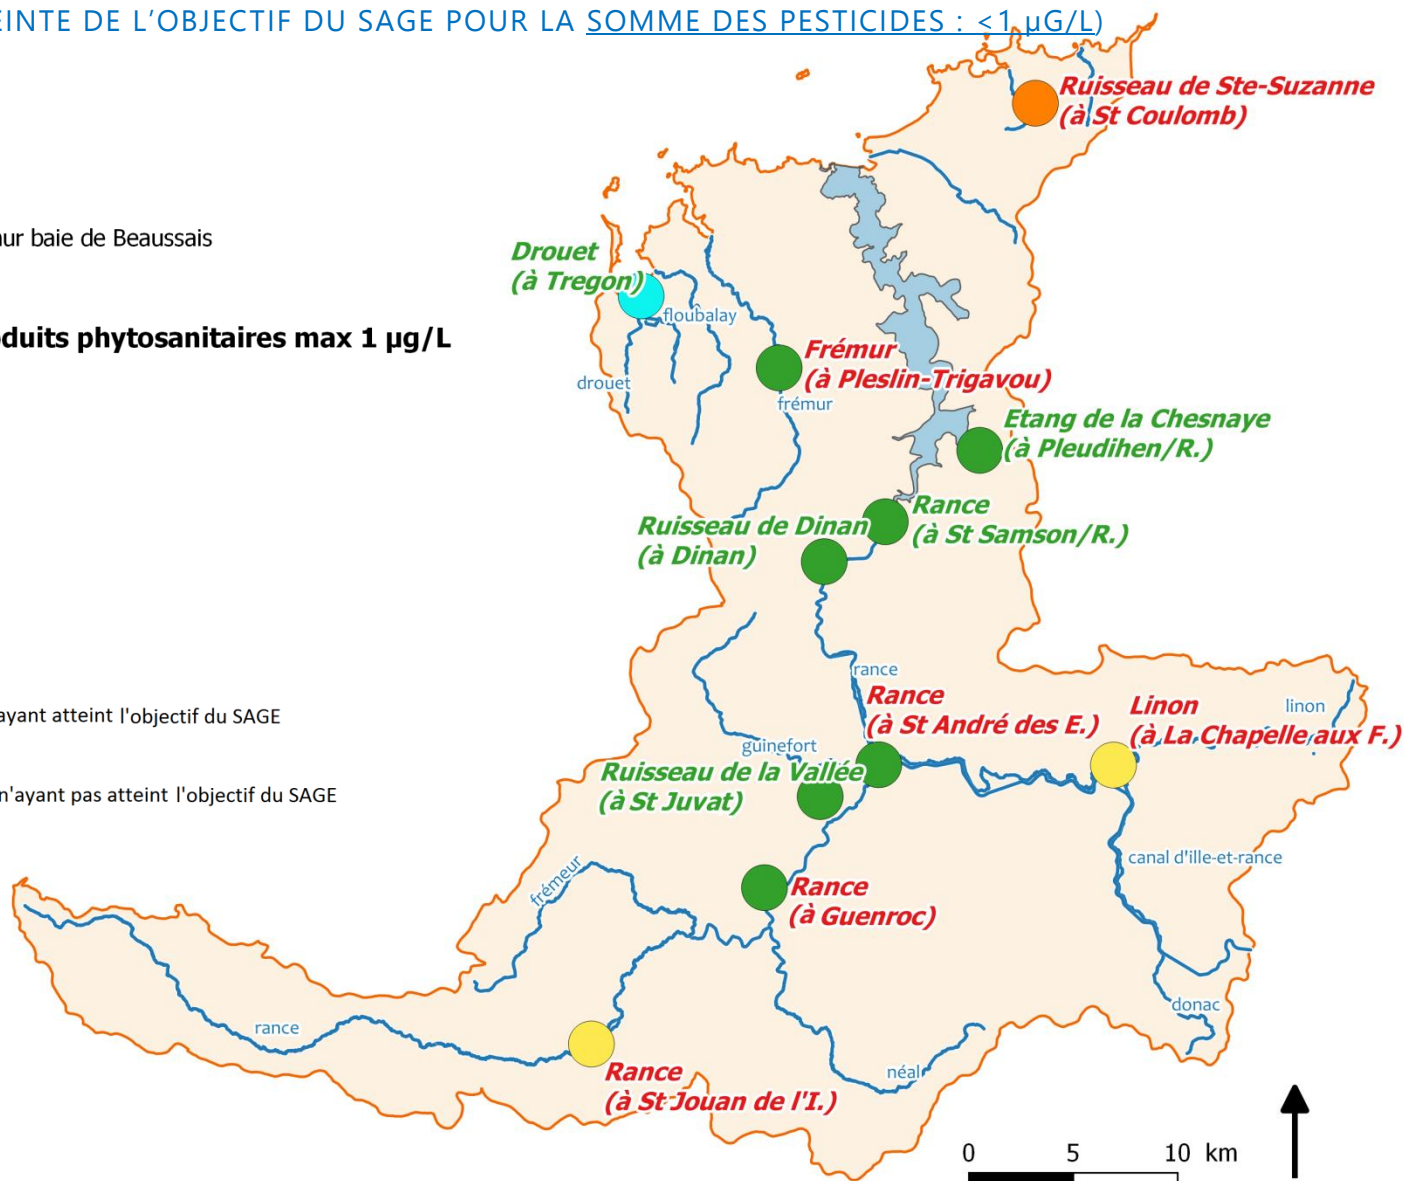 EINTE DE L'OBJECTIF DU SAGE POUR LA SOMME DES PESTICIDES : <1 µG/L)
Ruisseau de Ste-Suzanne
(à St Coulomb)
ur baie de Beaussais
Drouet
(à Tregon)
floubalay
duits phytosanitaires max 1 µg/L
Frémur
(à Pleslin-Trigavou)
drouet
frémur
Etang de la Chesnaye
(à Pleudihen/R.)
Rance
(à St Samson/R.)
Ruisseau de Dinan
(à Dinan)
rance
Rance
(à St André des E.)
Linon
(à La Chapelle aux F.)
linon
ayant atteint l'objectif du SAGE
guinefort
Ruisseau de la Vallée
(à St Juvat)
n'ayant pas atteint l'objectif du SAGE
canal d'ille-et-rance
frémeur
Rance
(à Guenroc)
donac
rance
Rance
(à St Jouan de l'I.)
néal
0 5 10 km